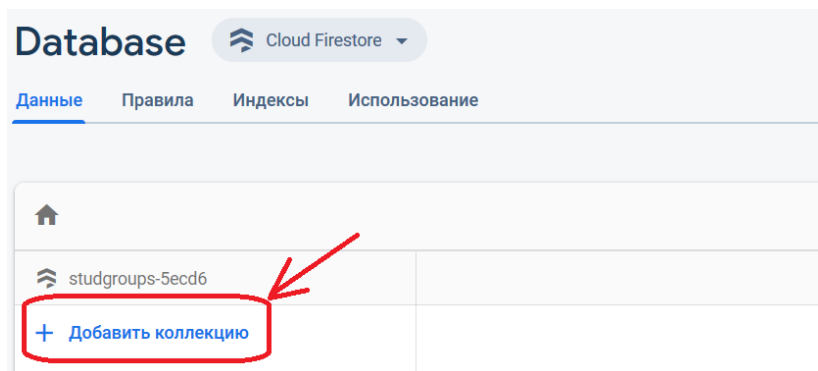 Database Cloud Firestore
Данные Правила Индексы Использование
studgroups-5ecd6
+ Добавить коллекцию